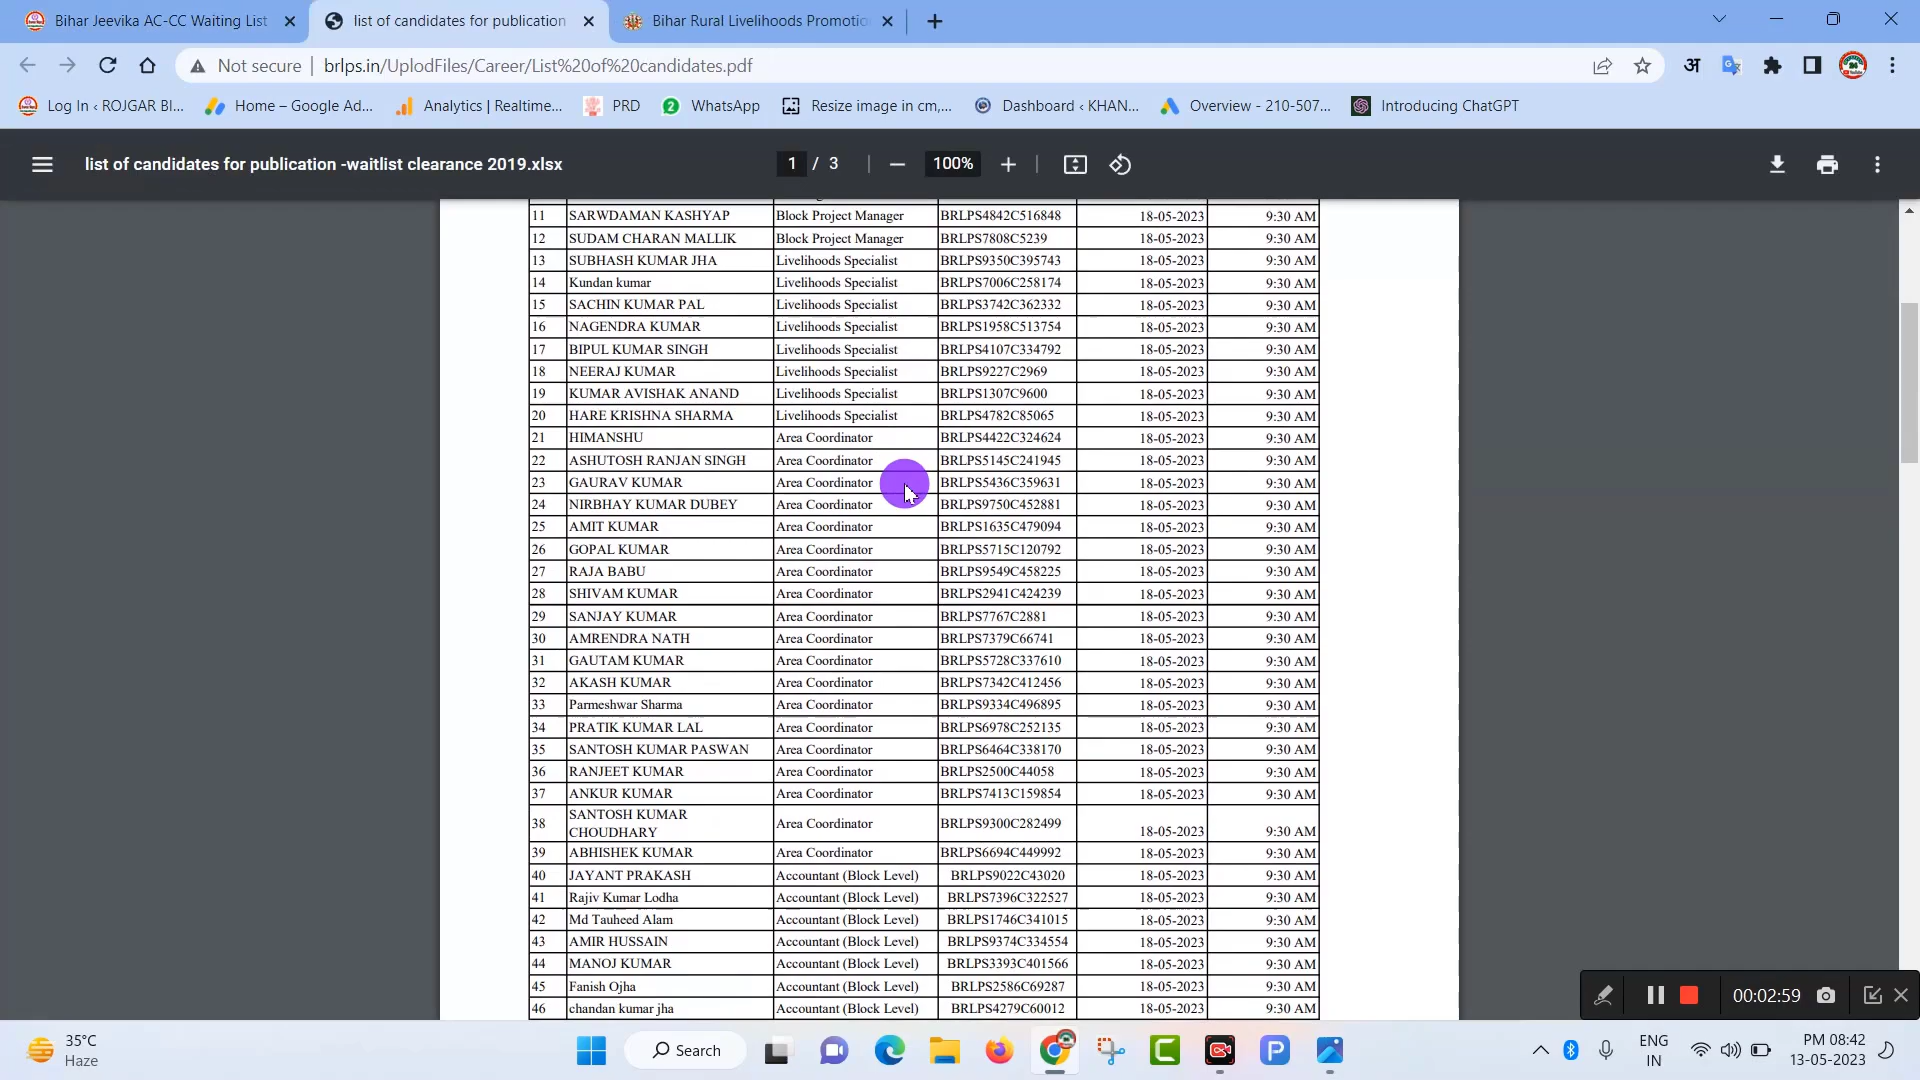 Bihar Jeevika AC-CC Waiting List
list of candidates for publication
Bihar Rural Livelihoods Promotio
Not secure | brlps.in/UplodFiles/Career/List%20of%20candidates.pdf
अ
Log In ‹ ROJGAR BI...
Home – Google Ad...
Analytics | Realtime...
PRD
WhatsApp
Resize image in cm,...
Dashboard ‹ KHAN...
Overview - 210-507...
Introducing ChatGPT
list of candidates for publication -waitlist clearance 2019.xlsx
1 / 3
100%
11 SARWDAMAN KASHYAP Block Project Manager BRLPS4842C516848 18-05-2023 9:30 AM
12 SUDAM CHARAN MALLIK Block Project Manager BRLPS7808C5239 18-05-2023 9:30 AM
13 SUBHASH KUMAR JHA Livelihoods Specialist BRLPS9350C395743 18-05-2023 9:30 AM
14 Kundan kumar Livelihoods Specialist BRLPS7006C258174 18-05-2023 9:30 AM
15 SACHIN KUMAR PAL Livelihoods Specialist BRLPS3742C362332 18-05-2023 9:30 AM
16 NAGENDRA KUMAR Livelihoods Specialist BRLPS1958C513754 18-05-2023 9:30 AM
17 BIPUL KUMAR SINGH Livelihoods Specialist BRLPS4107C334792 18-05-2023 9:30 AM
18 NEERAJ KUMAR Livelihoods Specialist BRLPS9227C2969 18-05-2023 9:30 AM
19 KUMAR AVISHAK ANAND Livelihoods Specialist BRLPS1307C9600 18-05-2023 9:30 AM
20 HARE KRISHNA SHARMA Livelihoods Specialist BRLPS4782C85065 18-05-2023 9:30 AM
21 HIMANSHU Area Coordinator BRLPS4422C324624 18-05-2023 9:30 AM
22 ASHUTOSH RANJAN SINGH Area Coordinator BRLPS5145C241945 18-05-2023 9:30 AM
23 GAURAV KUMAR Area Coordinator BRLPS5436C359631 18-05-2023 9:30 AM
24 NIRBHAY KUMAR DUBEY Area Coordinator BRLPS9750C452881 18-05-2023 9:30 AM
25 AMIT KUMAR Area Coordinator BRLPS1635C479094 18-05-2023 9:30 AM
26 GOPAL KUMAR Area Coordinator BRLPS5715C120792 18-05-2023 9:30 AM
27 RAJA BABU Area Coordinator BRLPS9549C458225 18-05-2023 9:30 AM
28 SHIVAM KUMAR Area Coordinator BRLPS2941C424239 18-05-2023 9:30 AM
29 SANJAY KUMAR Area Coordinator BRLPS7767C2881 18-05-2023 9:30 AM
30 AMRENDRA NATH Area Coordinator BRLPS7379C66741 18-05-2023 9:30 AM
31 GAUTAM KUMAR Area Coordinator BRLPS5728C337610 18-05-2023 9:30 AM
32 AKASH KUMAR Area Coordinator BRLPS7342C412456 18-05-2023 9:30 AM
33 Parmeshwar Sharma Area Coordinator BRLPS9334C496895 18-05-2023 9:30 AM
34 PRATIK KUMAR LAL Area Coordinator BRLPS6978C252135 18-05-2023 9:30 AM
35 SANTOSH KUMAR PASWAN Area Coordinator BRLPS6464C338170 18-05-2023 9:30 AM
36 RANJEET KUMAR Area Coordinator BRLPS2500C44058 18-05-2023 9:30 AM
37 ANKUR KUMAR Area Coordinator BRLPS7413C159854 18-05-2023 9:30 AM
38 SANTOSH KUMAR
CHOUDHARY Area Coordinator BRLPS9300C282499 18-05-2023 9:30 AM
39 ABHISHEK KUMAR Area Coordinator BRLPS6694C449992 18-05-2023 9:30 AM
40 JAYANT PRAKASH Accountant (Block Level) BRLPS9022C43020 18-05-2023 9:30 AM
41 Rajiv Kumar Lodha Accountant (Block Level) BRLPS7396C322527 18-05-2023 9:30 AM
42 Md Tauheed Alam Accountant (Block Level) BRLPS1746C341015 18-05-2023 9:30 AM
43 AMIR HUSSAIN Accountant (Block Level) BRLPS9374C334554 18-05-2023 9:30 AM
44 MANOJ KUMAR Accountant (Block Level) BRLPS3393C401566 18-05-2023 9:30 AM
45 Fanish Ojha Accountant (Block Level) BRLPS2586C69287 18-05-2023 9:30 AM
46 chandan kumar jha Accountant (Block Level) BRLPS4279C60012 18-05-2023 9:30 AM
00:02:59
35°C
Haze
Search
ENG
IN
PM 08:42
13-05-2023